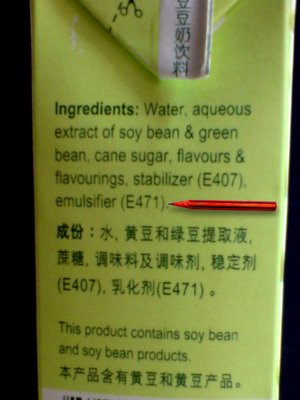 豆奶饮料
Ingredients: Water, aqueous
extract of soy bean & green
bean, cane sugar, flavours &
flavourings, stabilizer (E407),
emulsifier (E471).
成份：水, 黄豆和绿豆提取液,
蔗糖, 调味料及调味剂, 稳定剂
(E407), 乳化剂(E471) 。
This product contains soy bean
and soy bean products.
本产品含有黄豆和黄豆产品。